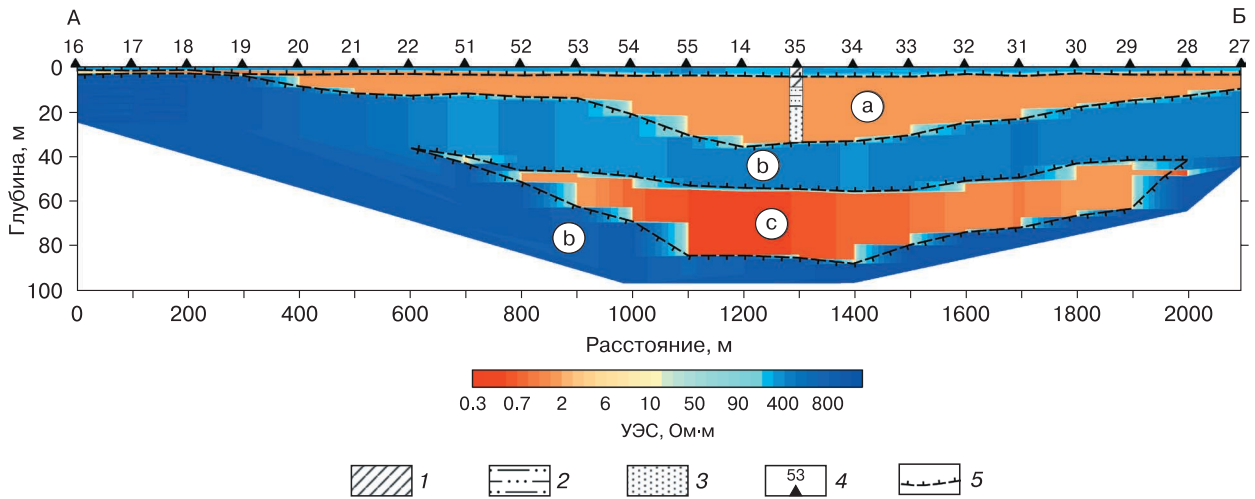 А Б
16 17 18 19 20 21 22 51 52 53 54 55 14 35 34 33 32 31 30 29 28 27
0
20
40
60
80
100
Глубина, м
a
b
c
b
0 200 400 600 800 1000 1200 1400 1600 1800 2000
Расстояние, м
0.3 0.7 2 6 10 50 90 400 800
УЭС, Ом·м
1 2 3 53 4 5